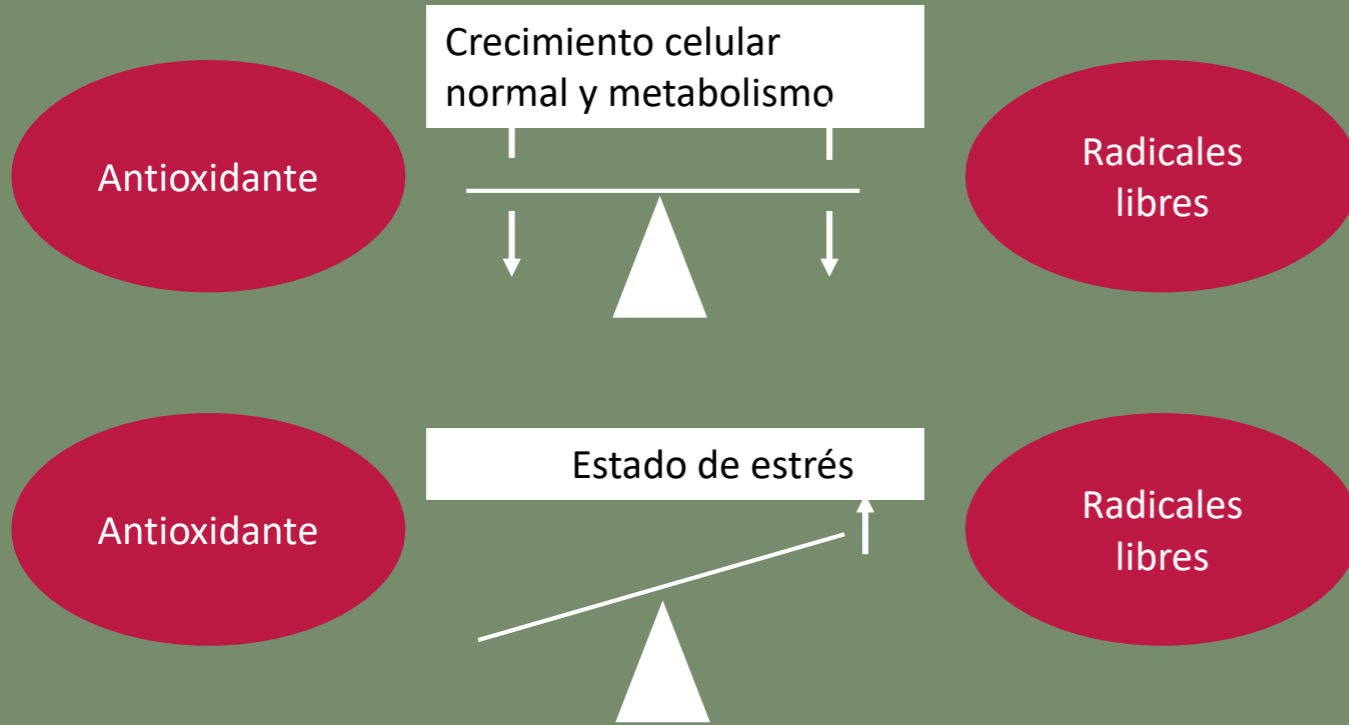 Crecimiento celular
normal y metabolismo
Antioxidante
Radicales
libres
Estado de estrés
Antioxidante
Radicales
libres